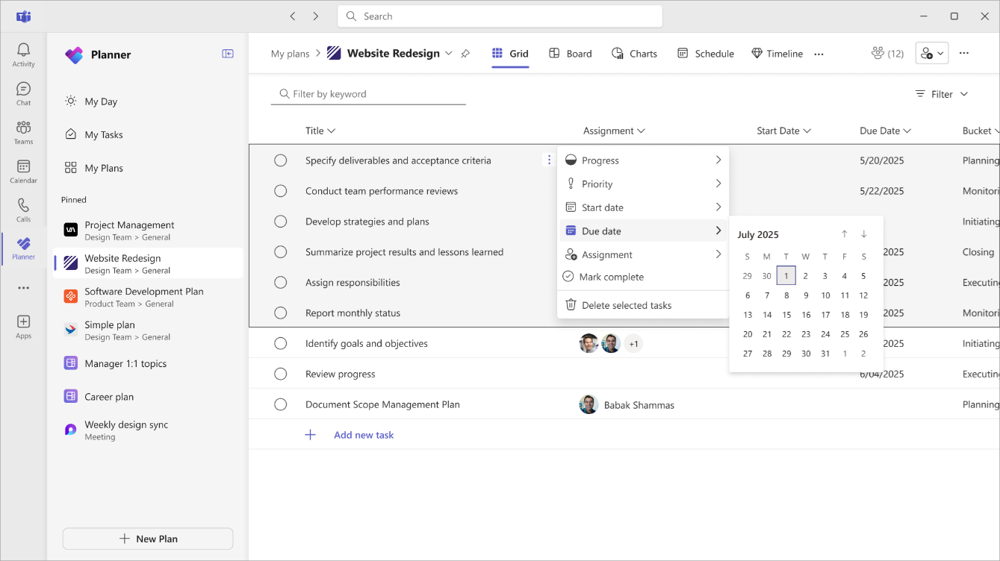 Search
Activity
Chat
Teams
Calendar
Calls
Planner
Apps
Planner
My Day
My Tasks
My Plans
Pinned
Project Management
Design Team > General
Website Redesign
Design Team > General
Software Development Plan
Product Team > General
Simple plan
Design Team > General
Manager 1:1 topics
Career plan
Weekly design sync
Meeting
New Plan
My plans > Website Redesign
Grid Board Charts Schedule Timeline
(12)
Filter by keyword
Filter
Title Assignment Start Date Due Date Bucket
Specify deliverables and acceptance criteria 5/20/2025 Planning
Conduct team performance reviews 5/22/2025 Monitori
Develop strategies and plans Initiating
Summarize project results and lessons learned 2025 Closing
Assign responsibilities 2025 Executing
Report monthly status 2025 Monitori
Identify goals and objectives +1 2025 Initiating
Review progress 6/04/2025 Executing
Document Scope Management Plan Babak Shammas Planning
Add new task
Progress
Priority
Start date
Due date
Assignment
Mark complete
Delete selected tasks
July 2025
S M T W T F S
29 30 1 2 3 4 5
6 7 8 9 10 11 12
13 14 15 16 17 18 19
20 21 22 23 24 25 26
27 28 29 30 31 1 2